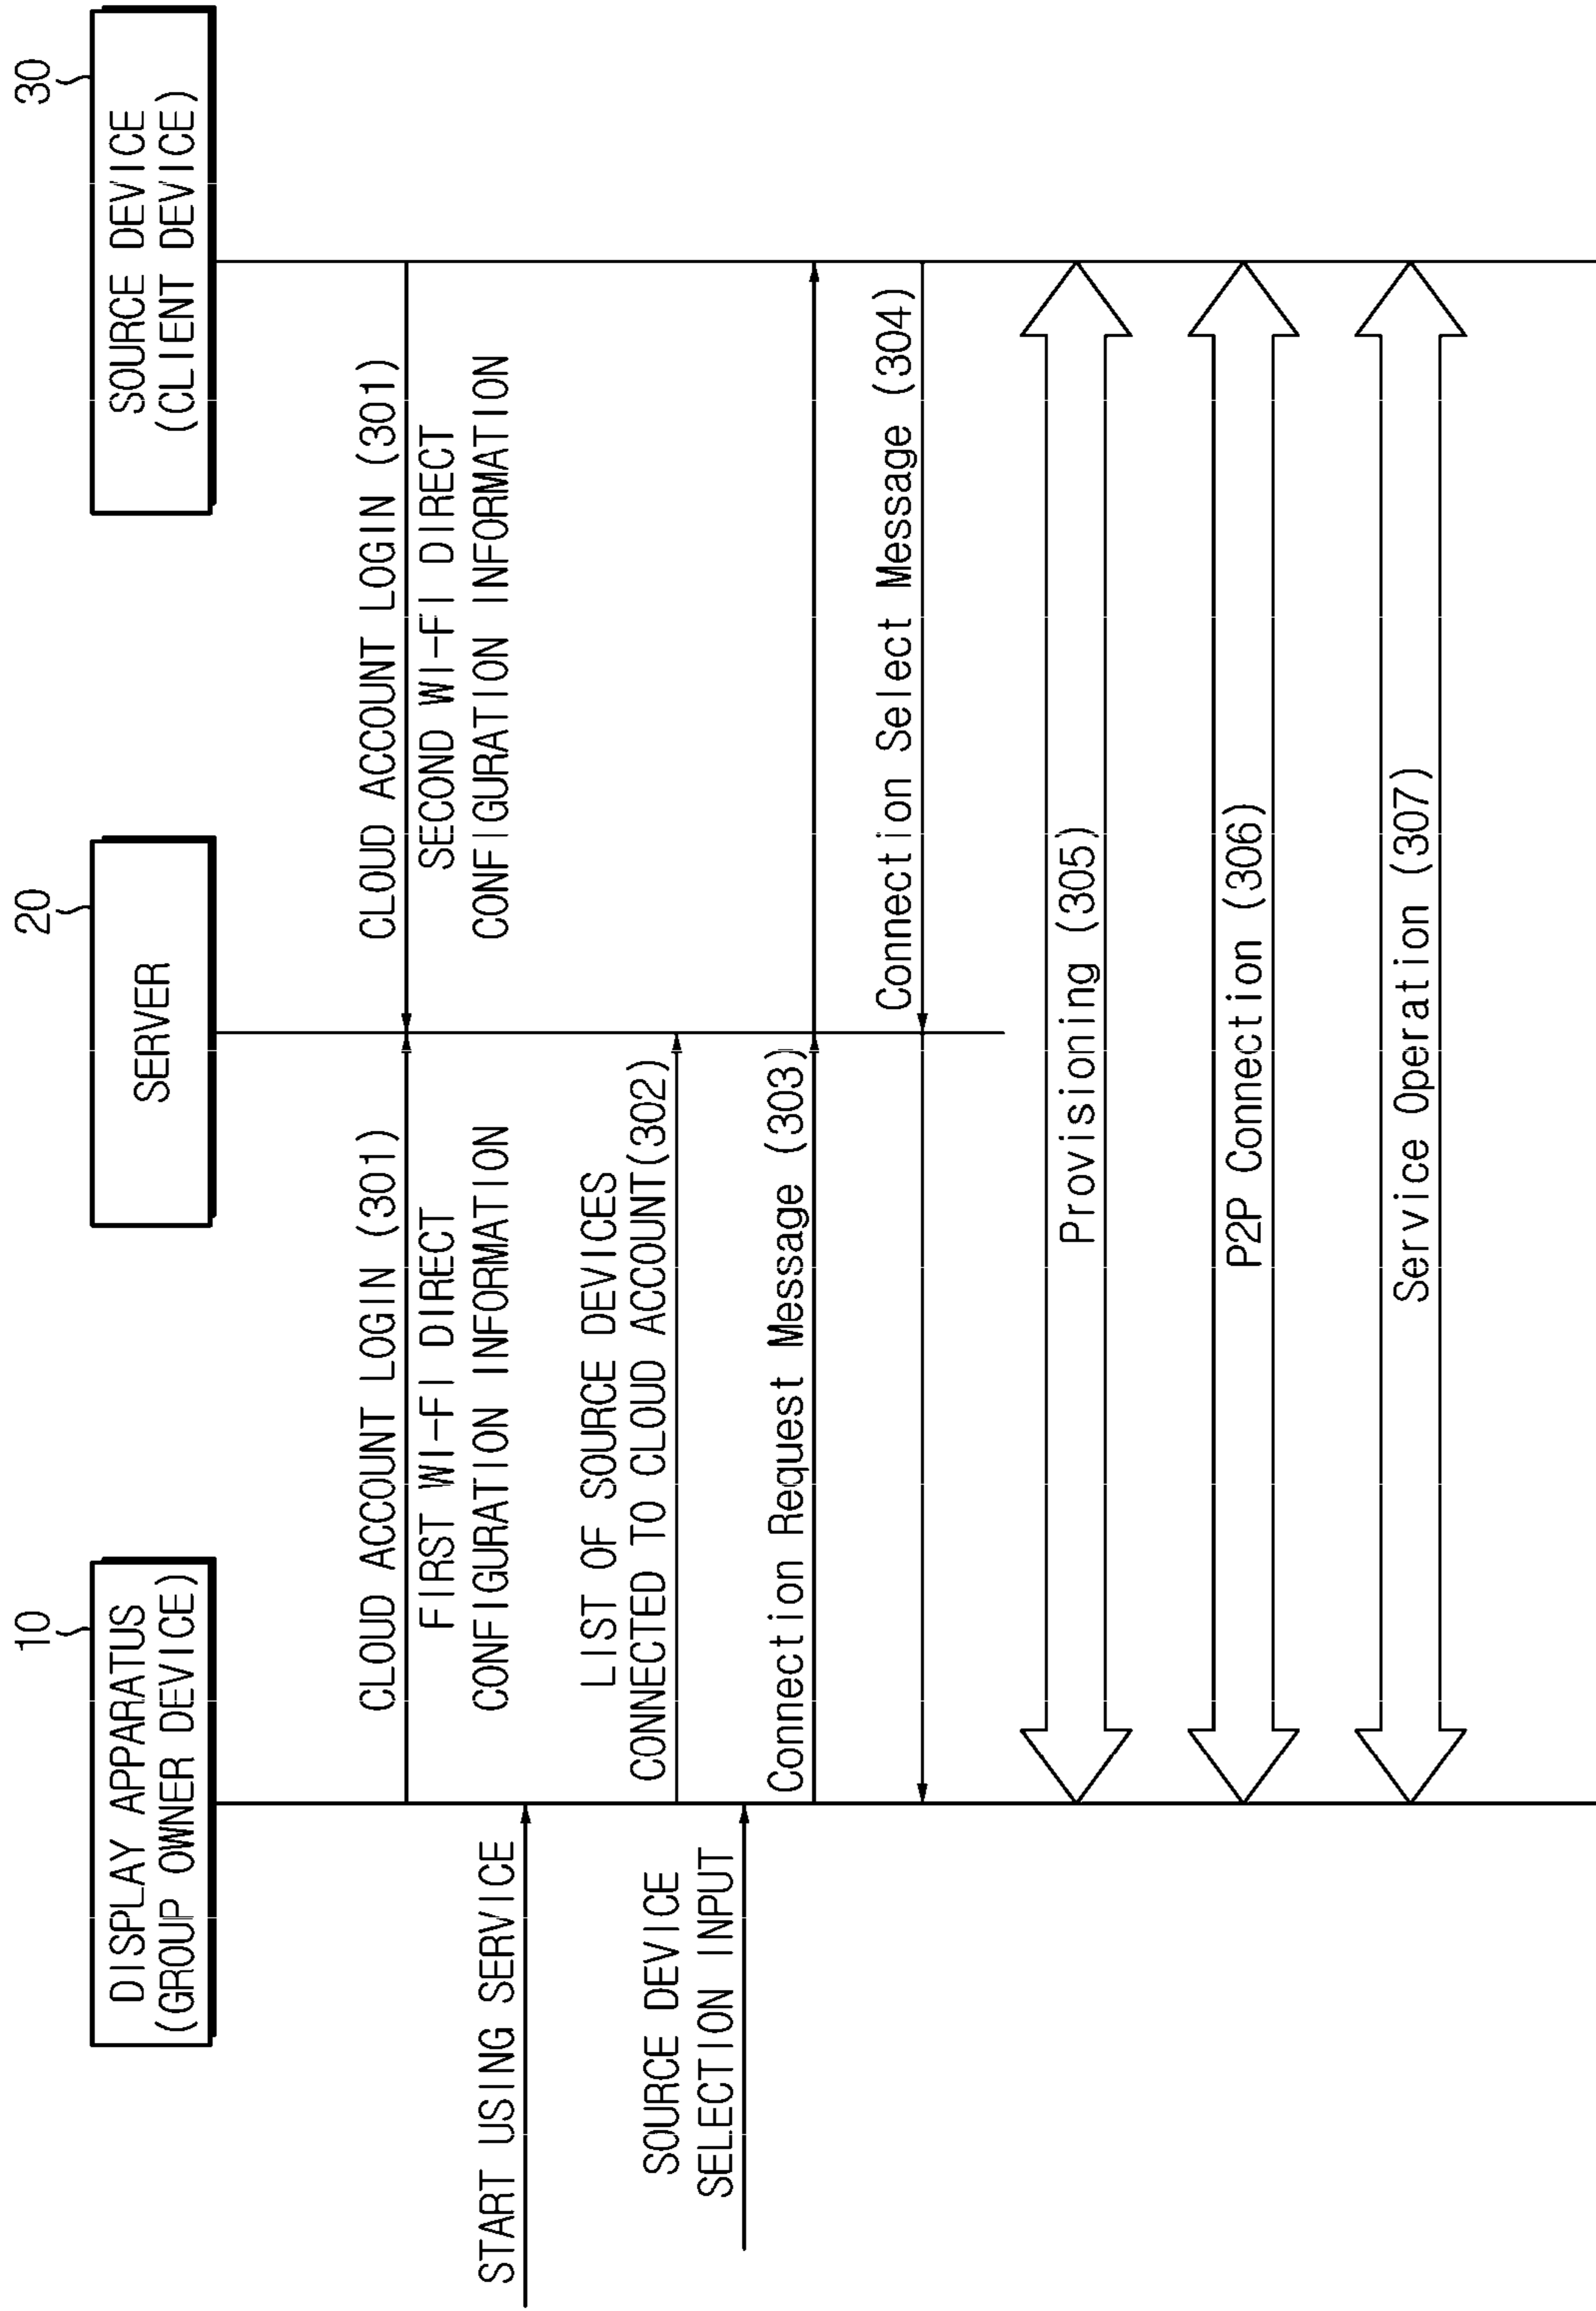 10
DISPLAY APPARATUS
(GROUP OWNER DEVICE)
20
SERVER
30
SOURCE DEVICE
(CLIENT DEVICE)
CLOUD ACCOUNT LOGIN (301)
FIRST WI-FI DIRECT
CONFIGURATION INFORMATION
CLOUD ACCOUNT LOGIN (301)
SECOND WI-FI DIRECT
CONFIGURATION INFORMATION
START USING SERVICE
LIST OF SOURCE DEVICES
CONNECTED TO CLOUD ACCOUNT(302)
SOURCE DEVICE
SELECTION INPUT
Connection Request Message (303)
Connection Select Message (304)
Provisioning (305)
P2P Connection (306)
Service Operation (307)